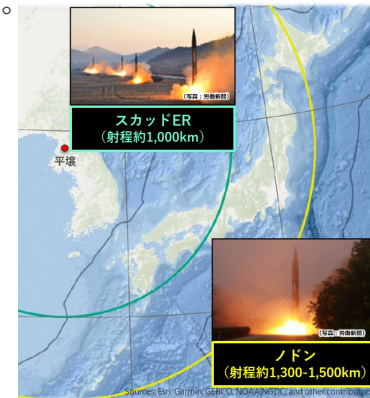 (写真:労働新聞)
スカッドER
(射程約1,000km)
平壌
(写真:労働新聞)
ノドン
(射程約1,300-1,500km)
Sources: Esri, Garmin, GEBCO, NOAA NGDC, and other contributors